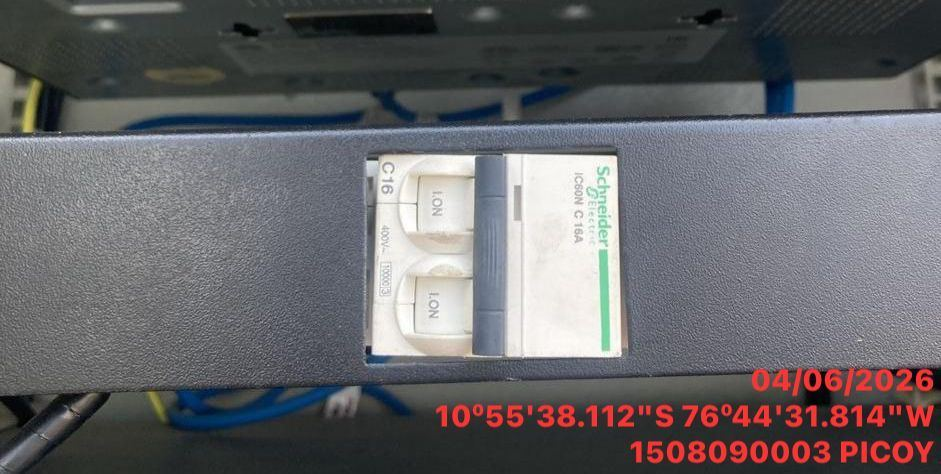 Schneider
Electric
iC60N C 16A
C16
I.ON
I.ON
400V~
10000 3
04/06/2026
10º55'38.112"S 76º44'31.814"W
1508090003 PICOY